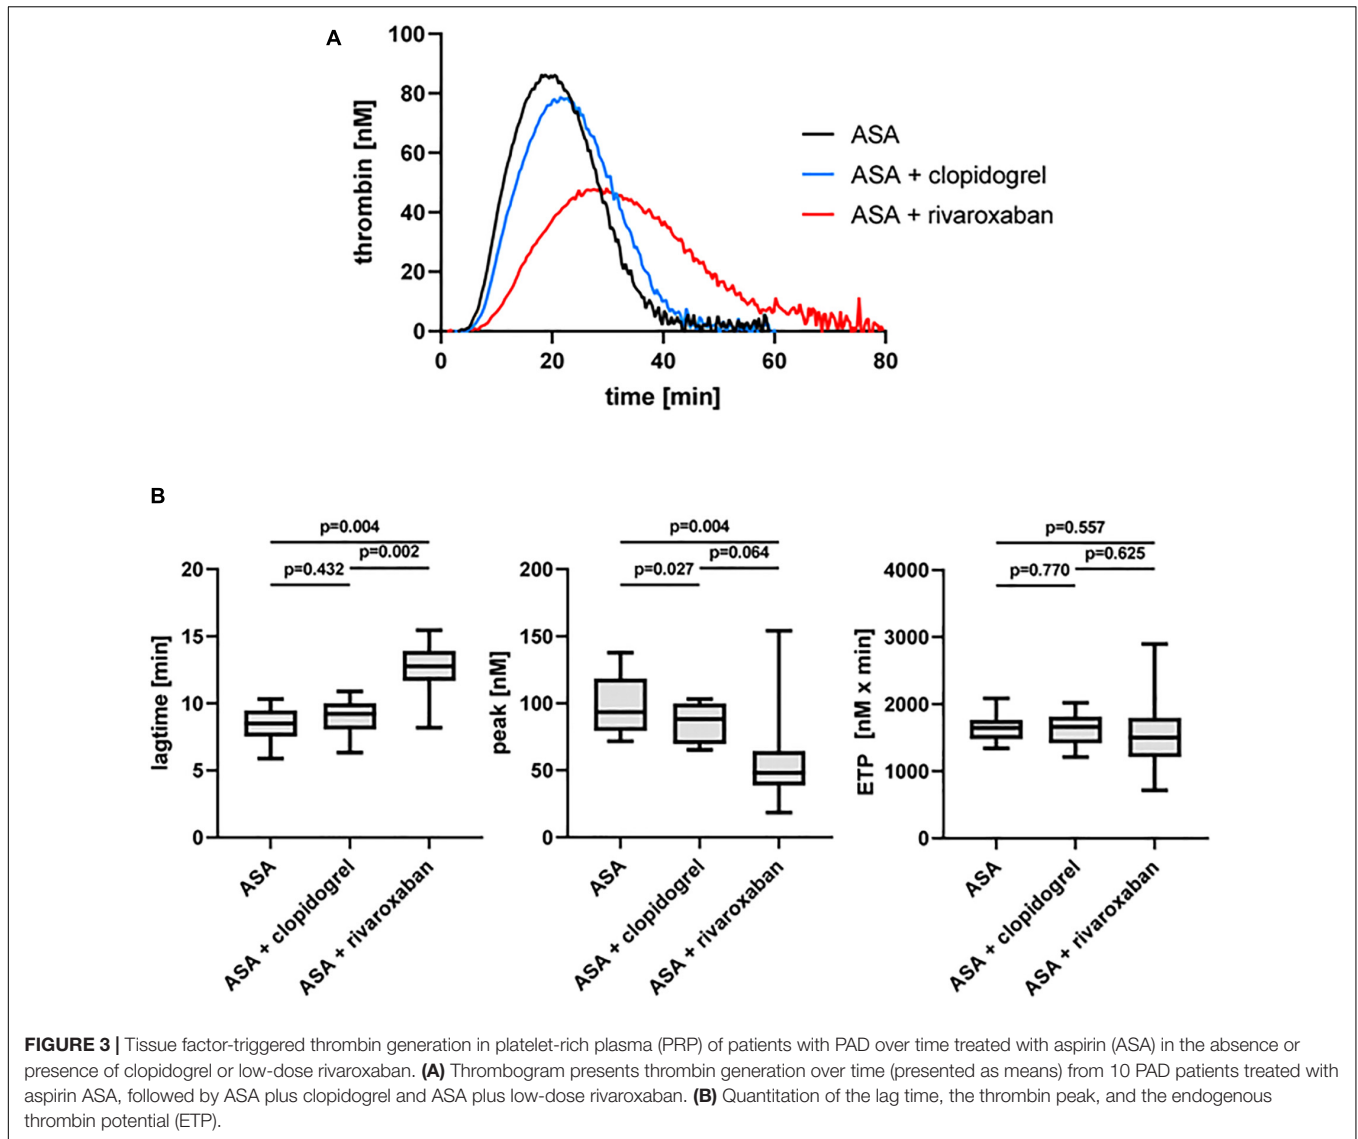 A
100
80
60
40
20
0
thrombin [nM]
0 20 40 60 80
time [min]
ASA
ASA + clopidogrel
ASA + rivaroxaban
B
p=0.004
p=0.002
p=0.432
20
15
10
5
0
lagtime [min]
ASA
ASA + clopidogrel
ASA + rivaroxaban
p=0.004
p=0.064
p=0.027
200
150
100
50
0
peak [nM]
ASA
ASA + clopidogrel
ASA + rivaroxaban
p=0.557
p=0.625
p=0.770
4000
3000
2000
1000
0
ETP [nM x min]
ASA
ASA + clopidogrel
ASA + rivaroxaban
FIGURE 3 | Tissue factor-triggered thrombin generation in platelet-rich plasma (PRP) of patients with PAD over time treated with aspirin (ASA) in the absence or
presence of clopidogrel or low-dose rivaroxaban. (A) Thrombogram presents thrombin generation over time (presented as means) from 10 PAD patients treated with
aspirin ASA, followed by ASA plus clopidogrel and ASA plus low-dose rivaroxaban. (B) Quantitation of the lag time, the thrombin peak, and the endogenous
thrombin potential (ETP).